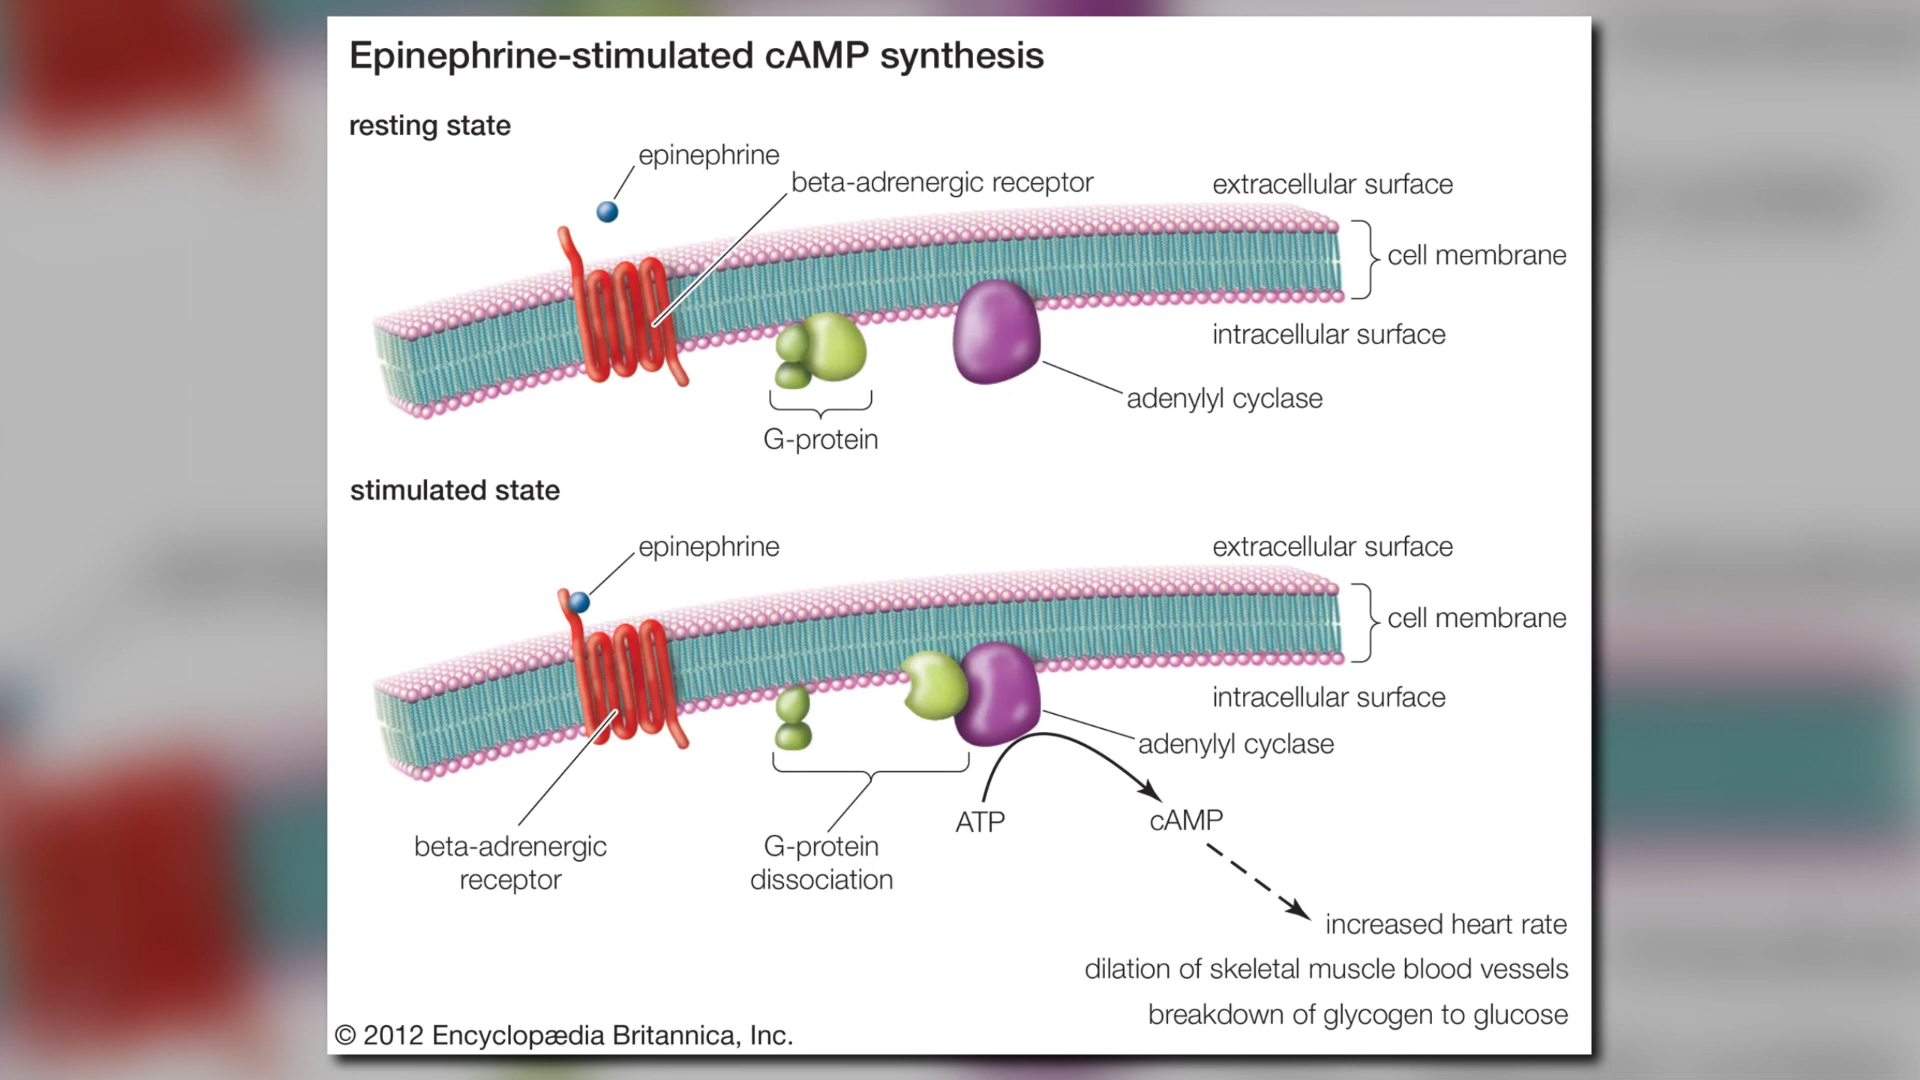 Epinephrine-stimulated cAMP synthesis
resting state
epinephrine
beta-adrenergic receptor
extracellular surface
cell membrane
intracellular surface
adenylyl cyclase
G-protein
stimulated state
epinephrine
extracellular surface
cell membrane
intracellular surface
adenylyl cyclase
ATP
cAMP
beta-adrenergic
receptor
G-protein
dissociation
increased heart rate
dilation of skeletal muscle blood vessels
breakdown of glycogen to glucose
© 2012 Encyclopædia Britannica, Inc.